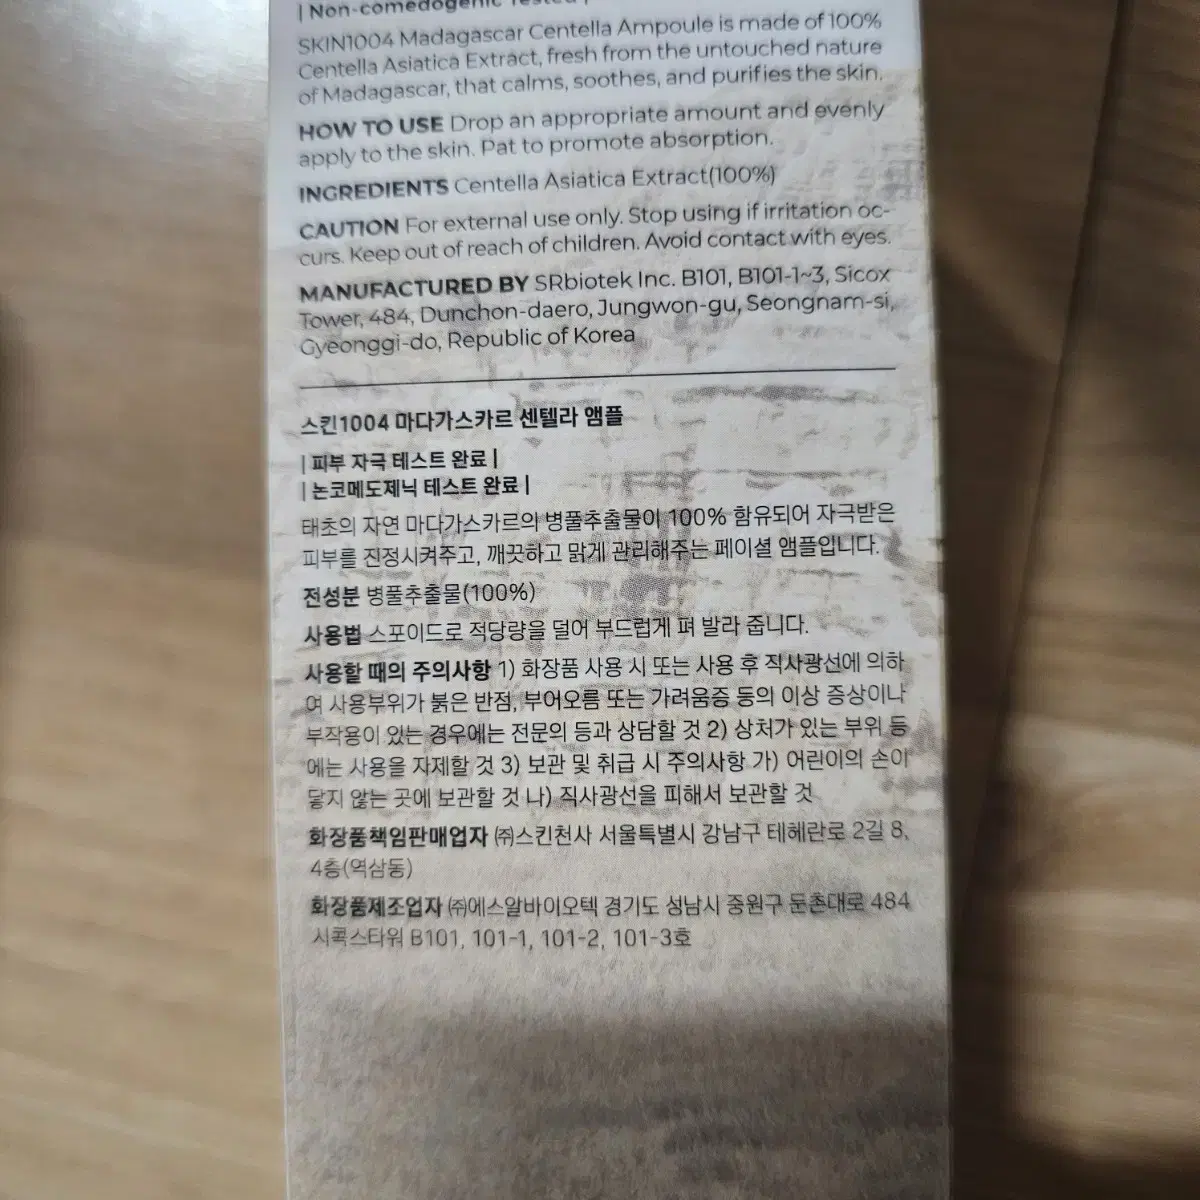 | Non-comedogenic Tested |
SKIN1004 Madagascar Centella Ampoule is made of 100%
Centella Asiatica Extract, fresh from the untouched nature
of Madagascar, that calms, soothes, and purifies the skin.
HOW TO USE Drop an appropriate amount and evenly
apply to the skin. Pat to promote absorption.
INGREDIENTS Centella Asiatica Extract(100%)
CAUTION For external use only. Stop using if irritation oc-
curs. Keep out of reach of children. Avoid contact with eyes.
MANUFACTURED BY SRbiotek Inc. B101, B101-1~3, Sicox
Tower, 484, Dunchon-daero, Jungwon-gu, Seongnam-si,
Gyeonggi-do, Republic of Korea
스킨1004 마다가스카르 센텔라 앰플
| 피부 자극 테스트 완료 |
| 논코메도제닉 테스트 완료 |
태초의 자연 마다가스카르의 병풀추출물이 100% 함유되어 자극받은
피부를 진정시켜주고, 깨끗하고 맑게 관리해주는 페이셜 앰플입니다.
전성분 병풀추출물(100%)
사용법 스포이드로 적당량을 덜어 부드럽게 펴 발라 줍니다.
사용할 때의 주의사항 1) 화장품 사용 시 또는 사용 후 직사광선에 의하
여 사용부위가 붉은 반점, 부어오름 또는 가려움증 등의 이상 증상이나
부작용이 있는 경우에는 전문의 등과 상담할 것 2) 상처가 있는 부위 등
에는 사용을 자제할 것 3) 보관 및 취급 시 주의사항 가) 어린이의 손이
닿지 않는 곳에 보관할 것 나) 직사광선을 피해서 보관할 것
화장품책임판매업자 ㈜스킨천사 서울특별시 강남구 테헤란로 2길 8,
4층(역삼동)
화장품제조업자 ㈜에스알바이오텍 경기도 성남시 중원구 둔촌대로 484
시콕스타워 B101, 101-1, 101-2, 101-3호